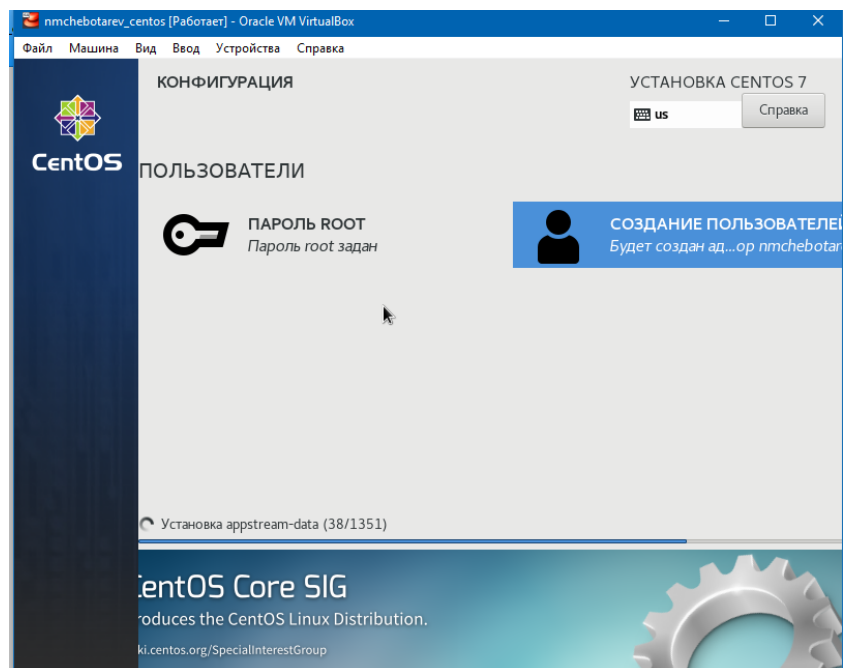 nmchebotarev_centos [Работает] - Oracle VM VirtualBox
Файл Машина Вид Ввод Устройства Справка
КОНФИГУРАЦИЯ
УСТАНОВКА CENTOS 7
us
Справка
CentOS
ПОЛЬЗОВАТЕЛИ
ПАРОЛЬ ROOT
Пароль root задан
СОЗДАНИЕ ПОЛЬЗОВАТЕЛЕЙ
Будет создан ад...ор nmchebotar
Установка appstream-data (38/1351)
CentOS Core SIG
roduces the CentOS Linux Distribution.
ki.centos.org/SpecialInterestGroup